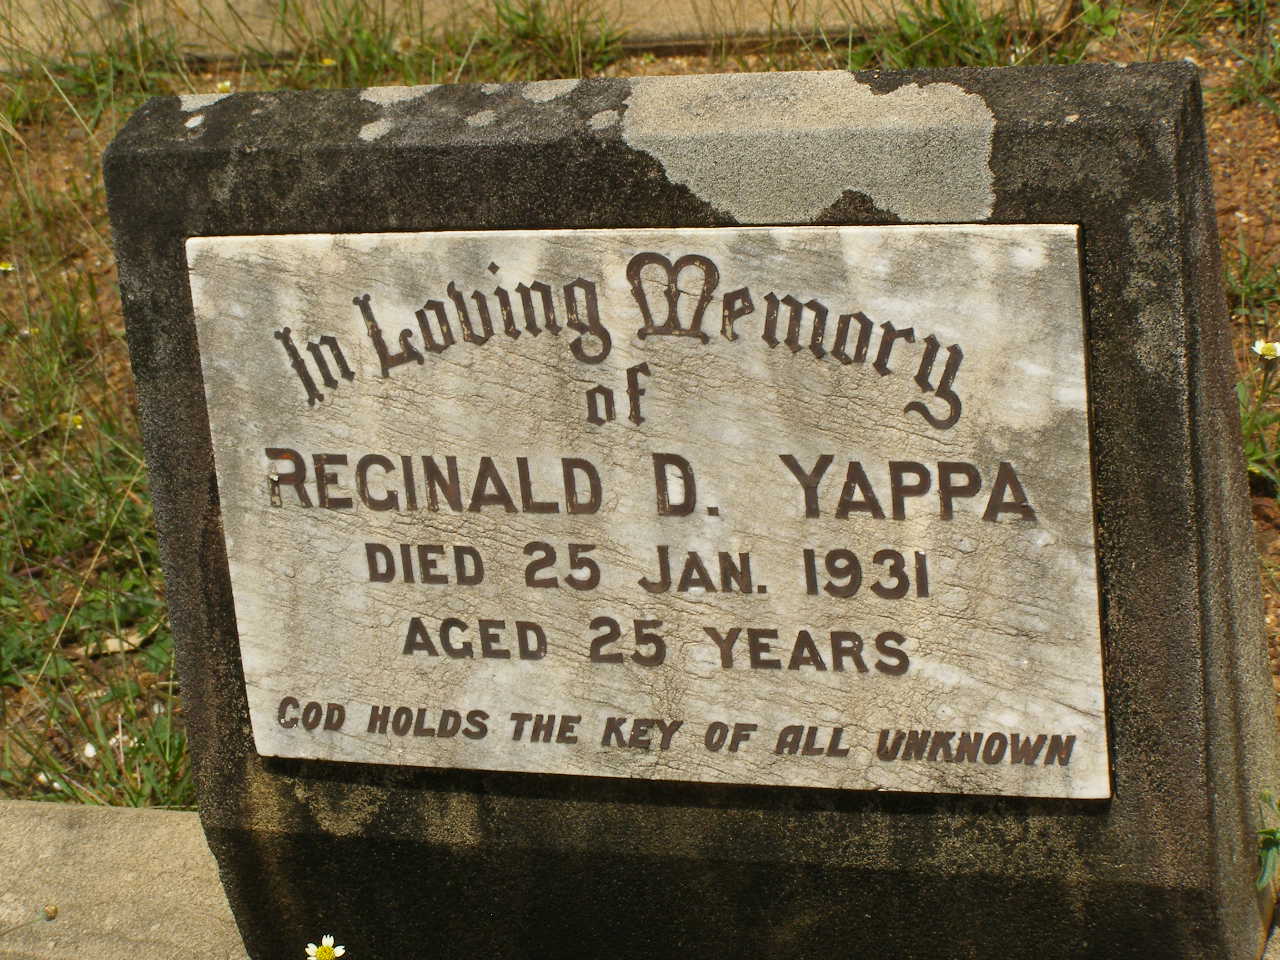 In Loving Memory
of
REGINALD D. YAPPA
DIED 25 JAN. 1931
AGED 25 YEARS
GOD HOLDS THE KEY OF ALL UNKNOWN